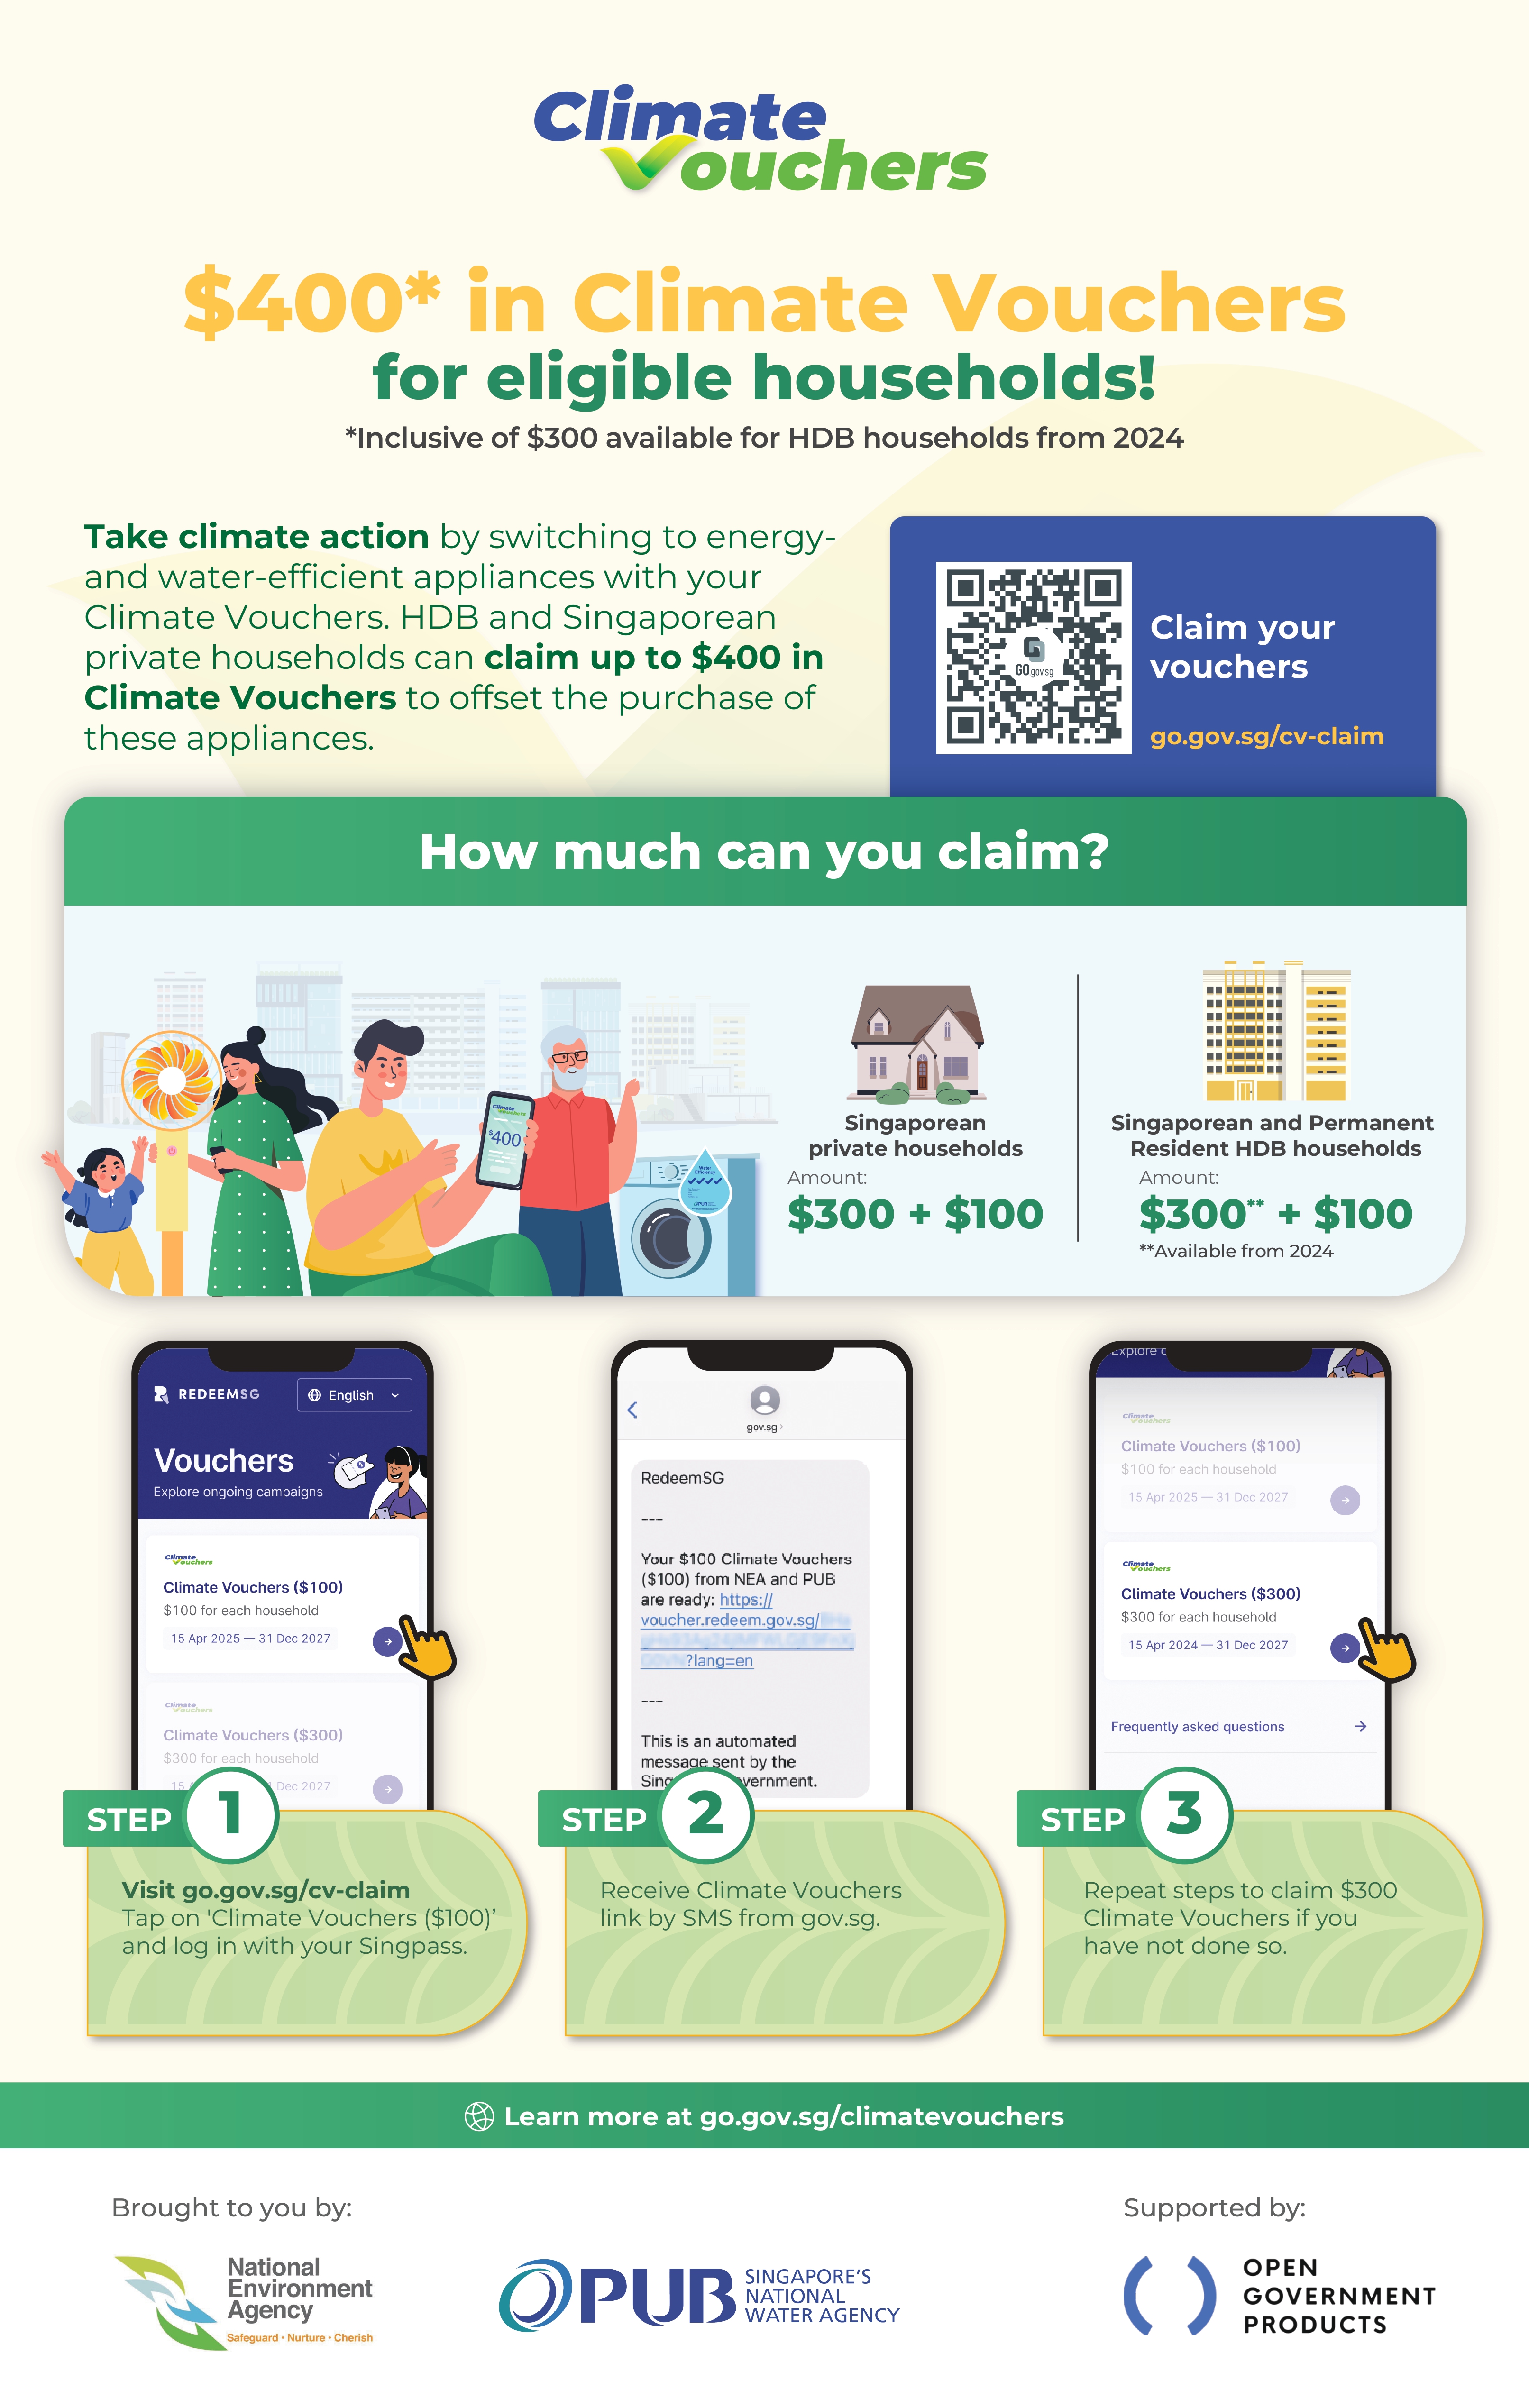 Climate
Vouchers
$400* in Climate Vouchers
for eligible households!
*Inclusive of $300 available for HDB households from 2024
Take climate action by switching to energy-
and water-efficient appliances with your
Climate Vouchers. HDB and Singaporean
private households can claim up to $400 in
Climate Vouchers to offset the purchase of
these appliances.
GO.gov.sg
Claim your
vouchers
go.gov.sg/cv-claim
How much can you claim?
Climate
Vouchers
$400
Water
Efficiency
PUB
Singaporean
private households
Amount:
$300 + $100
Singaporean and Permanent
Resident HDB households
Amount:
$300** + $100
**Available from 2024
REDEEMSG
English
Vouchers
Explore ongoing campaigns
Climate
Vouchers
Climate Vouchers ($100)
$100 for each household
15 Apr 2025 — 31 Dec 2027
Climate
Vouchers
Climate Vouchers ($300)
$300 for each household
15 A
Dec 2027
STEP 1
Visit go.gov.sg/cv-claim
Tap on 'Climate Vouchers ($100)’
and log in with your Singpass.
gov.sg
RedeemSG
---
Your $100 Climate Vouchers
($100) from NEA and PUB
are ready: https://
voucher.redeem.gov.sg/
?lang=en
---
This is an automated
message sent by the
Sing vernment.
STEP 2
Receive Climate Vouchers
link by SMS from gov.sg.
Explore
Climate
Vouchers
Climate Vouchers ($100)
$100 for each household
15 Apr 2025 — 31 Dec 2027
Climate
Vouchers
Climate Vouchers ($300)
$300 for each household
15 Apr 2024 — 31 Dec 2027
Frequently asked questions
STEP 3
Repeat steps to claim $300
Climate Vouchers if you
have not done so.
Learn more at go.gov.sg/climatevouchers
Brought to you by:
National
Environment
Agency
Safeguard • Nurture • Cherish
PUB
SINGAPORE'S
NATIONAL
WATER AGENCY
Supported by:
OPEN
GOVERNMENT
PRODUCTS